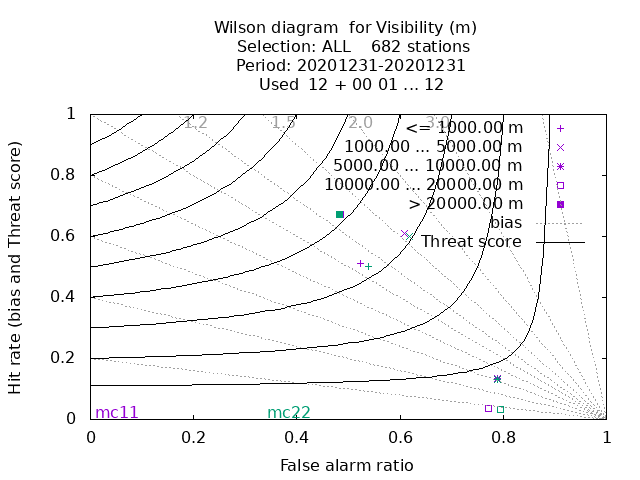 Wilson diagram  for Visibility (m)
Selection: ALL    682 stations
Period: 20201231-20201231
Used  12 + 00 01 ... 12
Hit rate (bias and Threat score)
1
0.8
0.6
0.4
0.2
0
1.2 1.5 2.0 3.0
<= 1000.00 m
1000.00 ... 5000.00 m
5000.00 ... 10000.00 m
10000.00 ... 20000.00 m
> 20000.00 m
bias
Threat score
mc11 mc22
0 0.2 0.4 0.6 0.8 1
False alarm ratio